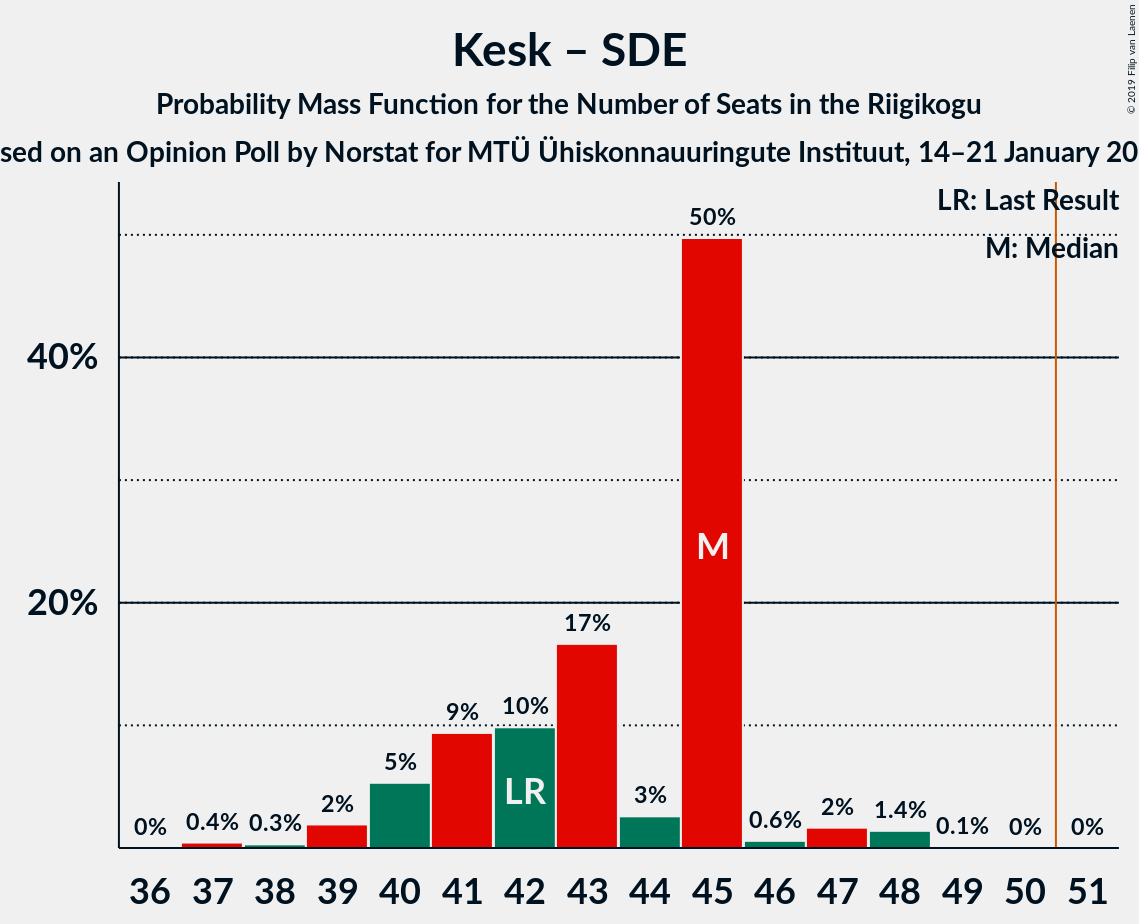 Kesk – SDE
Probability Mass Function for the Number of Seats in the Riigikogu
sed on an Opinion Poll by Norstat for MTÜ Ühiskonnauuringute Instituut, 14–21 January 20
© 2019 Filip van Laenen
LR: Last Result
M: Median
50%
40%
20%
17%
10%
9%
5%
3%
2%
2%
1.4%
0.6%
0.4%
0.3%
0.1%
0%
0%
0%
M
LR
36 37 38 39 40 41 42 43 44 45 46 47 48 49 50 51